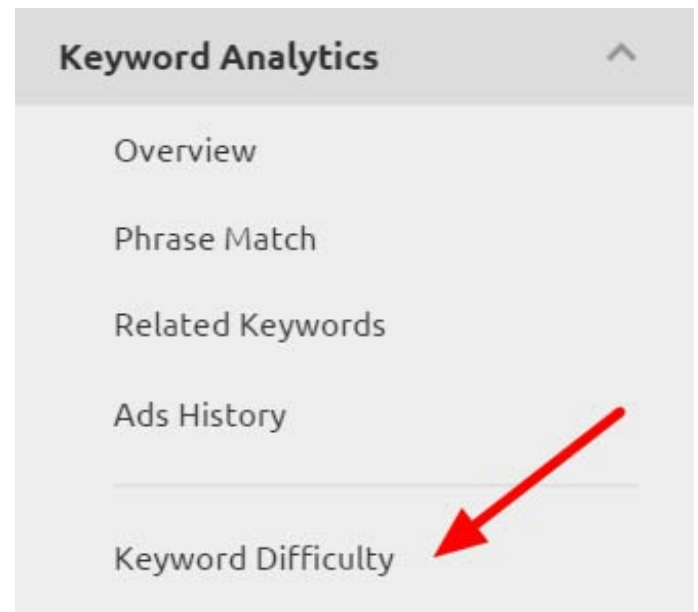 Keyword Analytics
Overview
Phrase Match
Related Keywords
Ads History
Keyword Difficulty